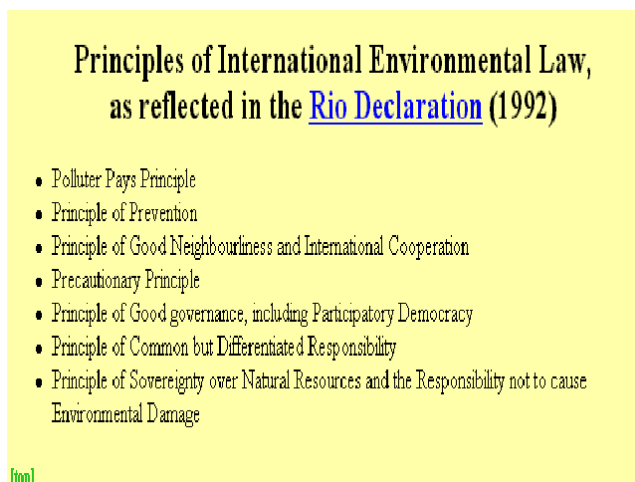 Principles of International Environmental Law,
as reflected in the Rio Declaration (1992)
• Polluter Pays Principle
• Principle of Prevention
• Principle of Good Neighbourliness and International Cooperation
• Precautionary Principle
• Principle of Good governance, including Participatory Democracy
• Principle of Common but Differentiated Responsibility
• Principle of Sovereignty over Natural Resources and the Responsibility not to cause
Environmental Damage
[top]